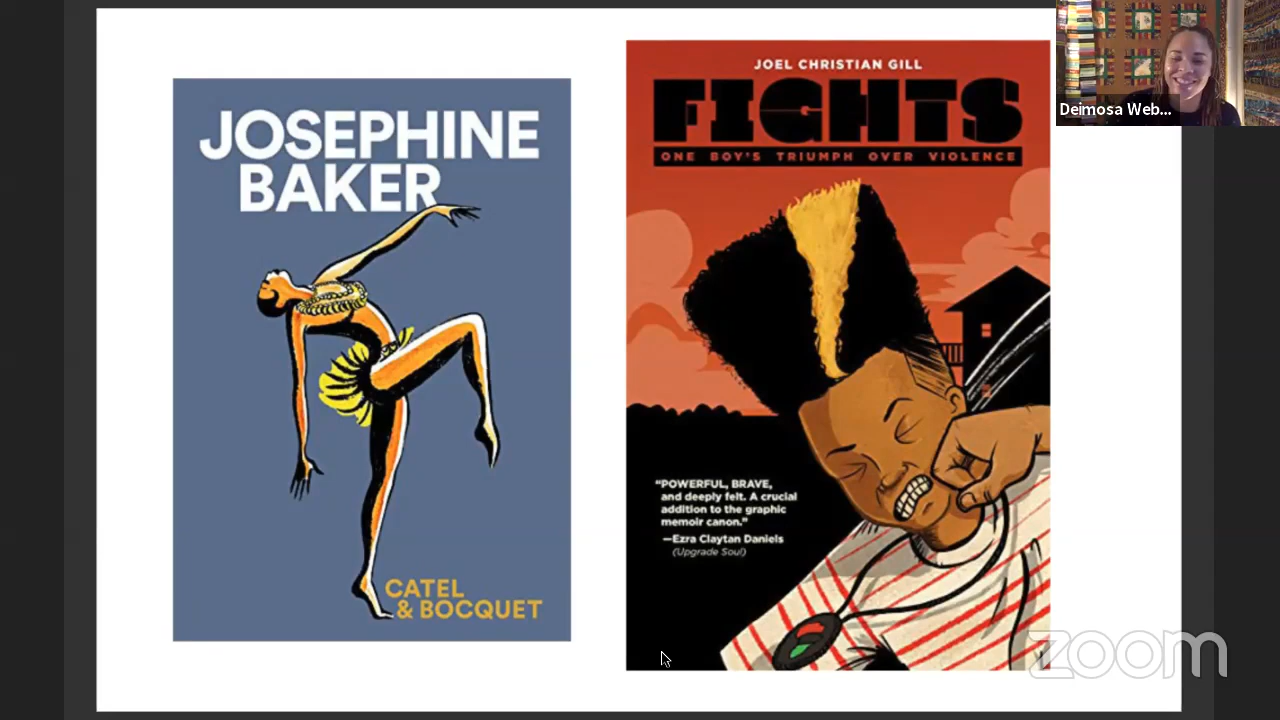 JOSEPHINE
BAKER
CATEL
& BOCQUET
JOEL CHRISTIAN GILL
FIGHTS
ONE BOY'S TRIUMPH OVER VIOLENCE
"POWERFUL, BRAVE,
and deeply felt. A crucial
addition to the graphic
memoir canon."
—Ezra Claytan Daniels
(Upgrade Soul)
Deimosa Web...
zoom